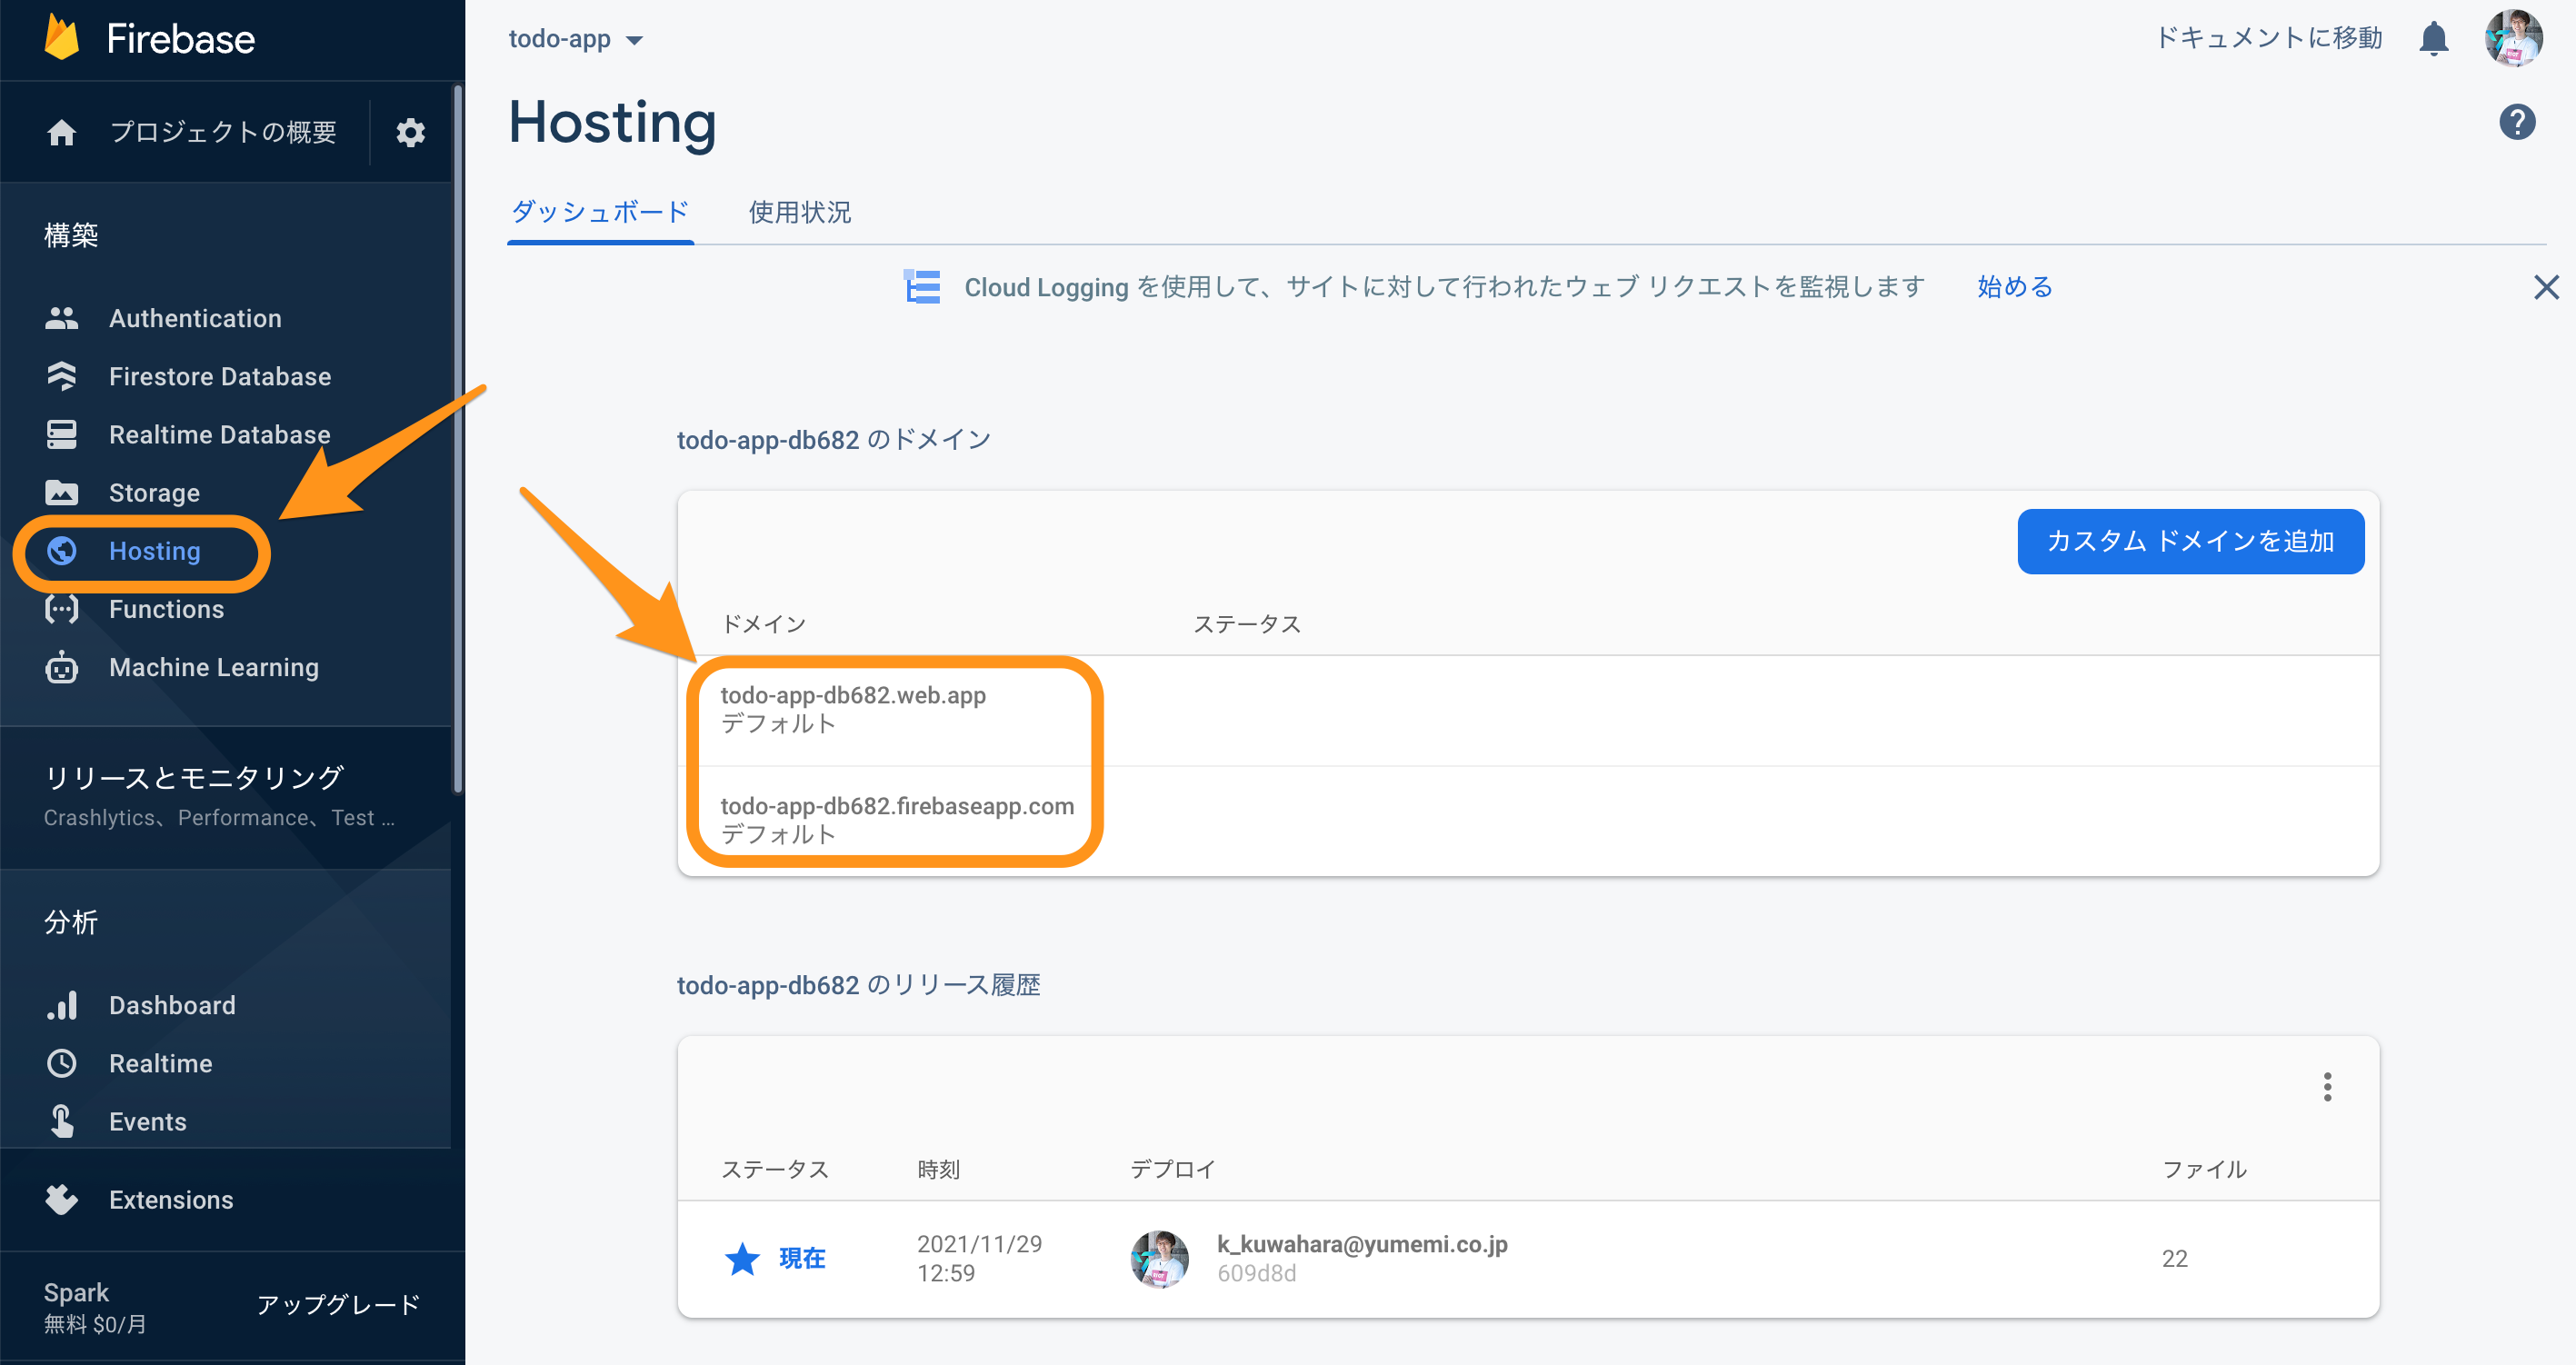 Firebase
プロジェクトの概要
構築
Authentication
Firestore Database
Realtime Database
Storage
Hosting
Functions
Machine Learning
リリースとモニタリング
Crashlytics、Performance、Test ...
分析
Dashboard
Realtime
Events
Extensions
Spark
無料 $0/月
アップグレード
todo-app
ドキュメントに移動
Hosting
?
ダッシュボード
使用状況
Cloud Logging を使用して、サイトに対して行われたウェブ リクエストを監視します 始める
todo-app-db682 のドメイン
カスタム ドメインを追加
ドメイン ステータス
todo-app-db682.web.app
デフォルト
todo-app-db682.firebaseapp.com
デフォルト
todo-app-db682 のリリース履歴
ステータス 時刻 デプロイ ファイル
現在
2021/11/29
12:59
k_kuwahara@yumemi.co.jp
609d8d
22